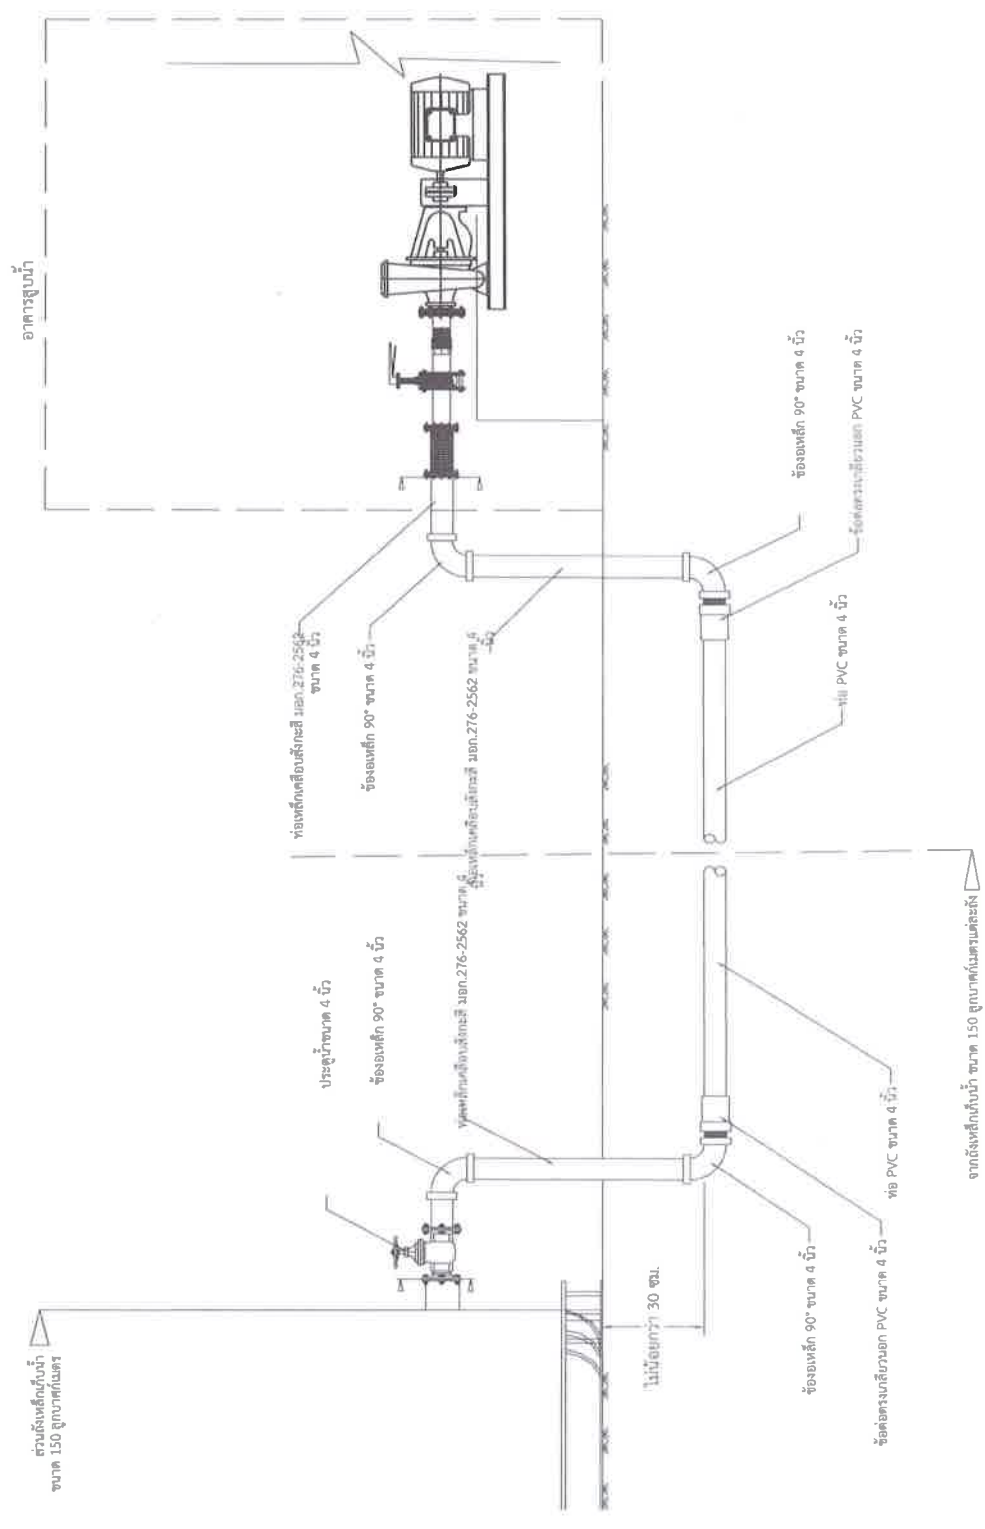 ส่วนถังเหล็กเก็บน้ำ
ขนาด 150 ลูกบาศก์เมตร
อาคารสูบน้ำ
ประตูน้ำขนาด 4 นิ้ว
ข้องอเหล็ก 90° ขนาด 4 นิ้ว
ท่อเหล็กเคลือบสังกะสี มอก.276-2562
ขนาด 4 นิ้ว
ข้องอเหล็ก 90° ขนาด 4 นิ้ว
ท่อเหล็กเคลือบสังกะสี มอก.276-2562 ขนาด 4
นิ้ว
ท่อเหล็กเคลือบสังกะสี มอก.276-2562 ขนาด 4
นิ้ว
ไม่น้อยกว่า 30 ซม.
ข้องอเหล็ก 90° ขนาด 4 นิ้ว
ข้องอเหล็ก 90° ขนาด 4 นิ้ว
ข้อต่อตรงเกลียวนอก PVC ขนาด 4 นิ้ว
ท่อ PVC ขนาด 4 นิ้ว
ท่อ PVC ขนาด 4 นิ้ว
ข้อต่อตรงเกลียวนอก PVC ขนาด 4 นิ้ว
จากถังเหล็กเก็บน้ำ ขนาด 150 ลูกบาศก์เมตรแต่ละถัง